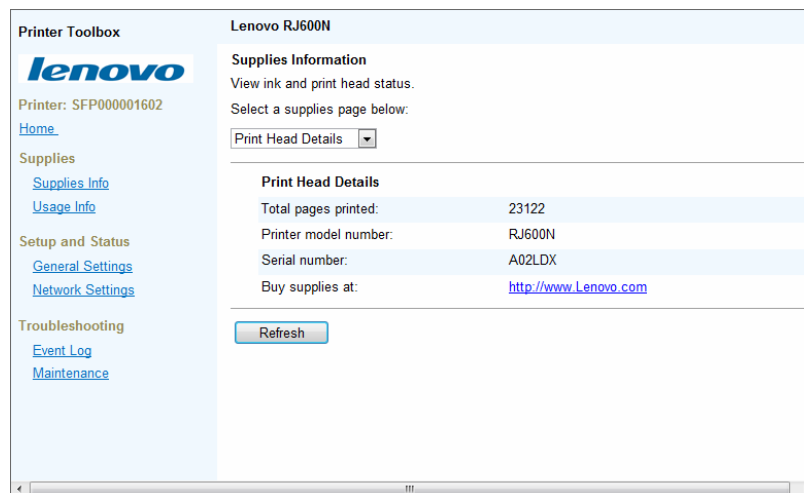 Printer Toolbox
lenovo
Printer: SFP000001602
Home
Supplies
Supplies Info
Usage Info
Setup and Status
General Settings
Network Settings
Troubleshooting
Event Log
Maintenance
Lenovo RJ600N
Supplies Information
View ink and print head status.
Select a supplies page below:
Print Head Details
Print Head Details
Total pages printed: 23122
Printer model number: RJ600N
Serial number: A02LDX
Buy supplies at: http://www.Lenovo.com
Refresh